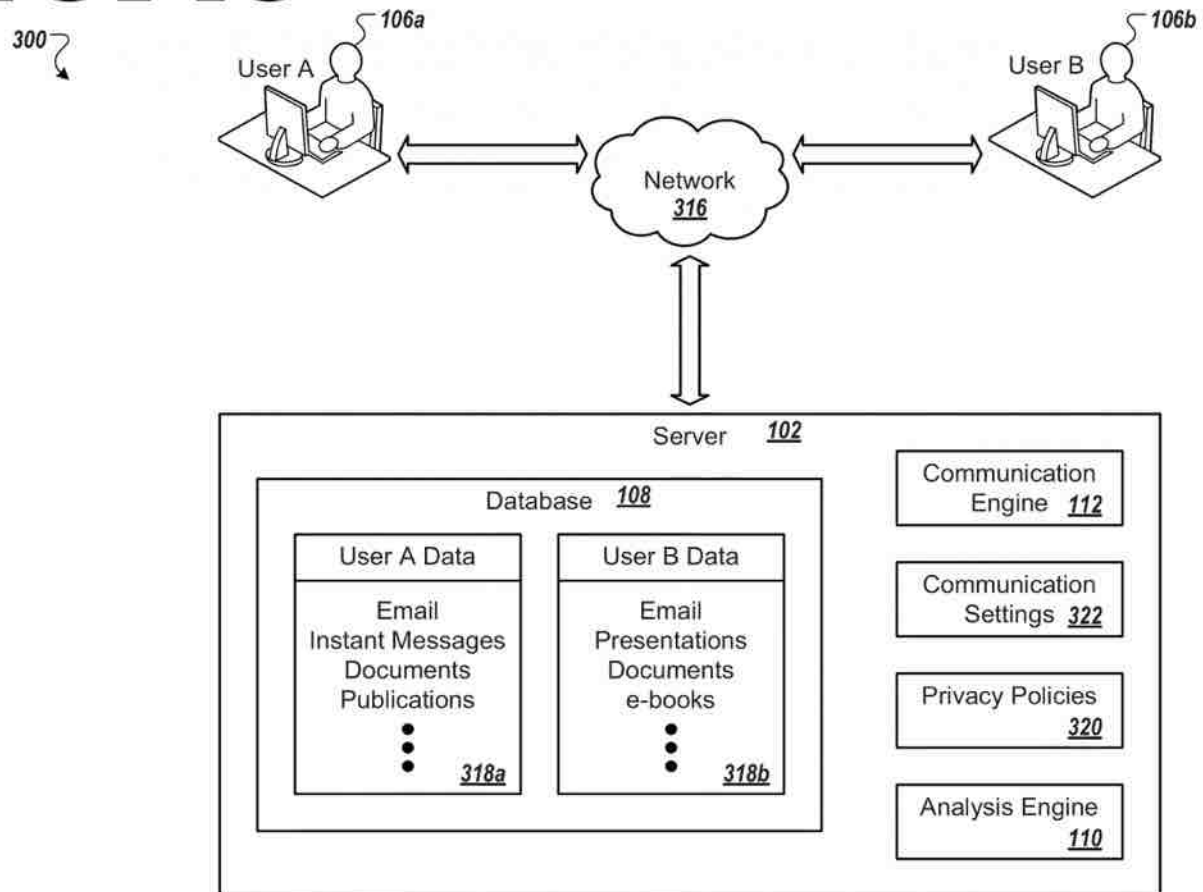 300
106a
User A
106b
User B
Network
316
Server 102
Database 108
User A Data
Email
Instant Messages
Documents
Publications
318a
User B Data
Email
Presentations
Documents
e-books
318b
Communication
Engine 112
Communication
Settings 322
Privacy Policies
320
Analysis Engine
110